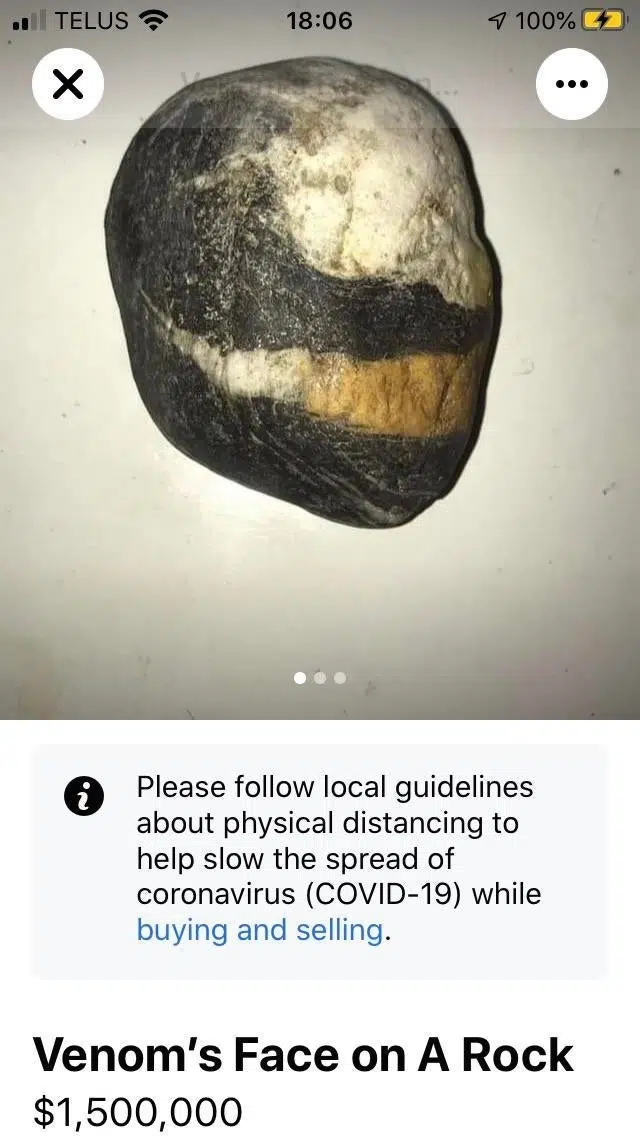 TELUS 18:06 100%
Please follow local guidelines
about physical distancing to
help slow the spread of
coronavirus (COVID-19) while
buying and selling.
Venom's Face on A Rock
$1,500,000